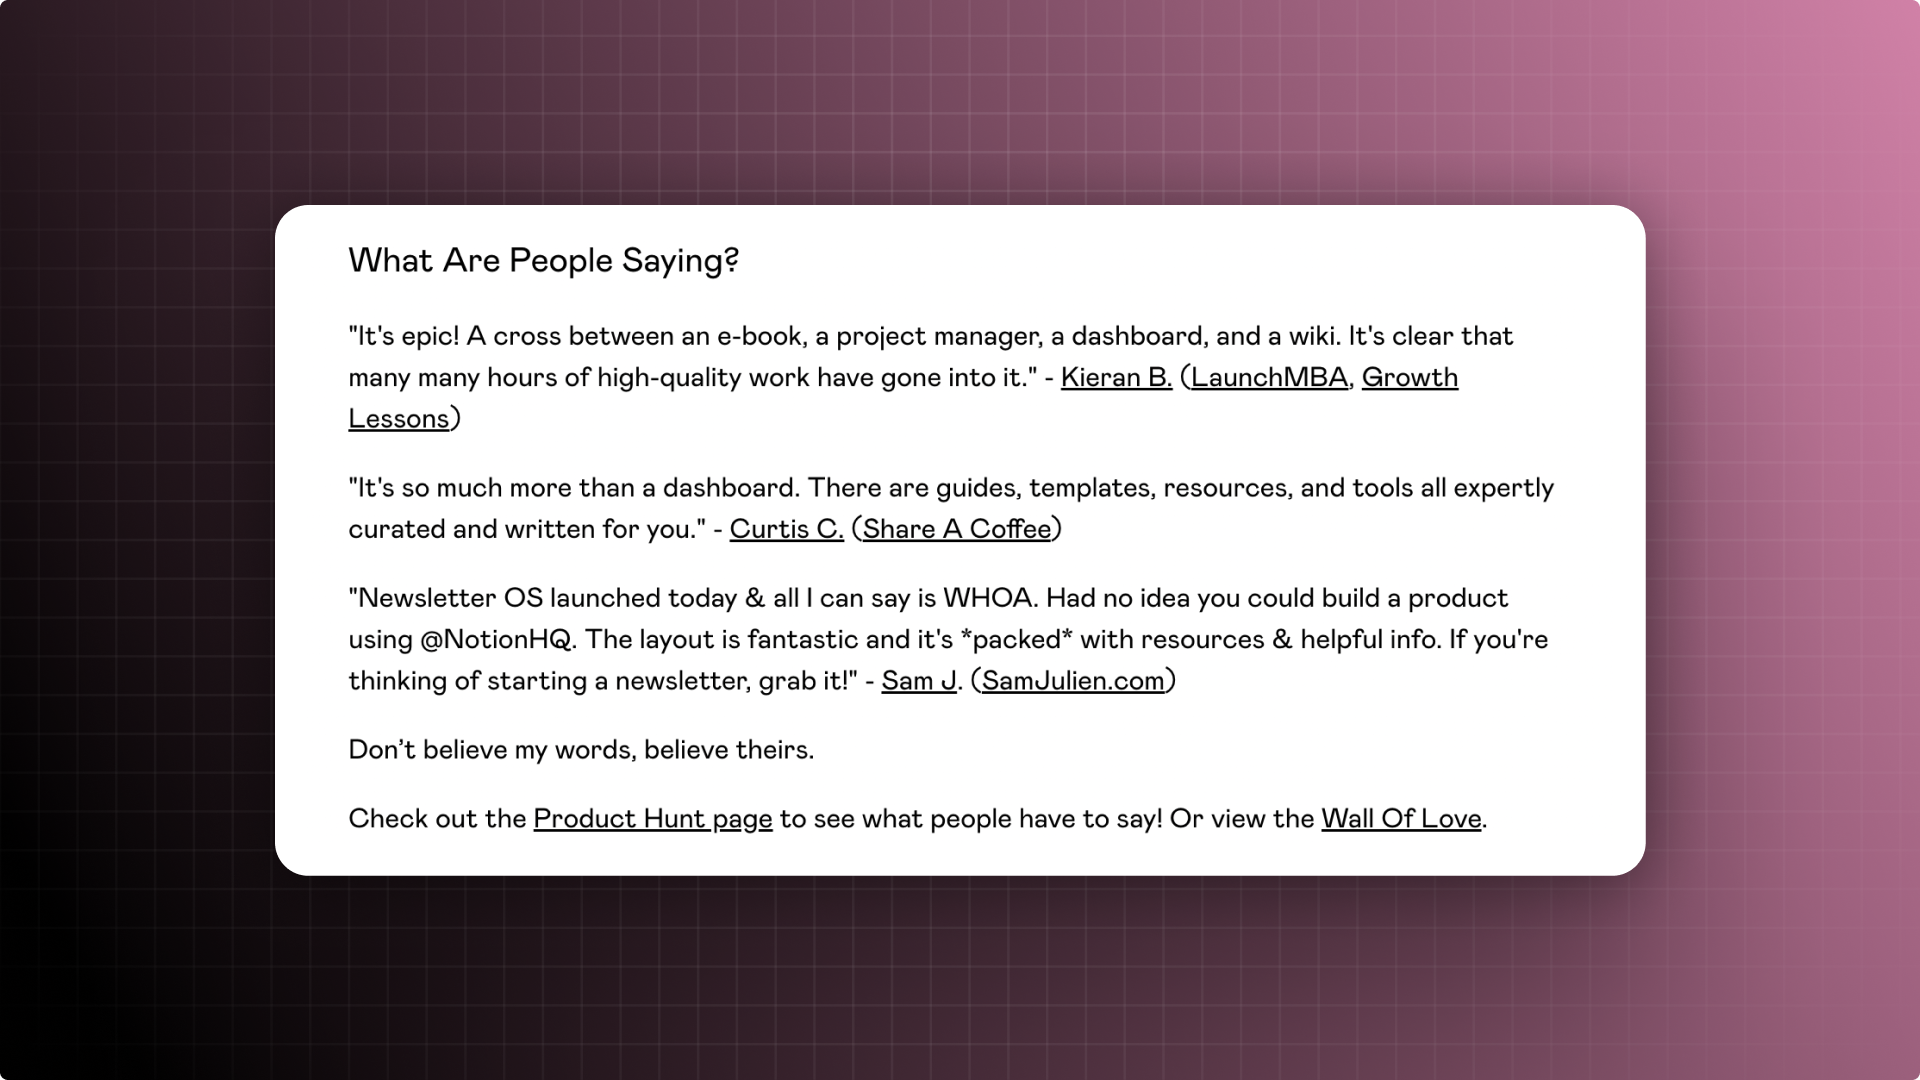 What Are People Saying?
"It's epic! A cross between an e-book, a project manager, a dashboard, and a wiki. It's clear that
many many hours of high-quality work have gone into it." - Kieran B. (LaunchMBA, Growth
Lessons)
"It's so much more than a dashboard. There are guides, templates, resources, and tools all expertly
curated and written for you." - Curtis C. (Share A Coffee)
"Newsletter OS launched today & all I can say is WHOA. Had no idea you could build a product
using @NotionHQ. The layout is fantastic and it's *packed* with resources & helpful info. If you're
thinking of starting a newsletter, grab it!" - Sam J. (SamJulien.com)
Don’t believe my words, believe theirs.
Check out the Product Hunt page to see what people have to say! Or view the Wall Of Love.